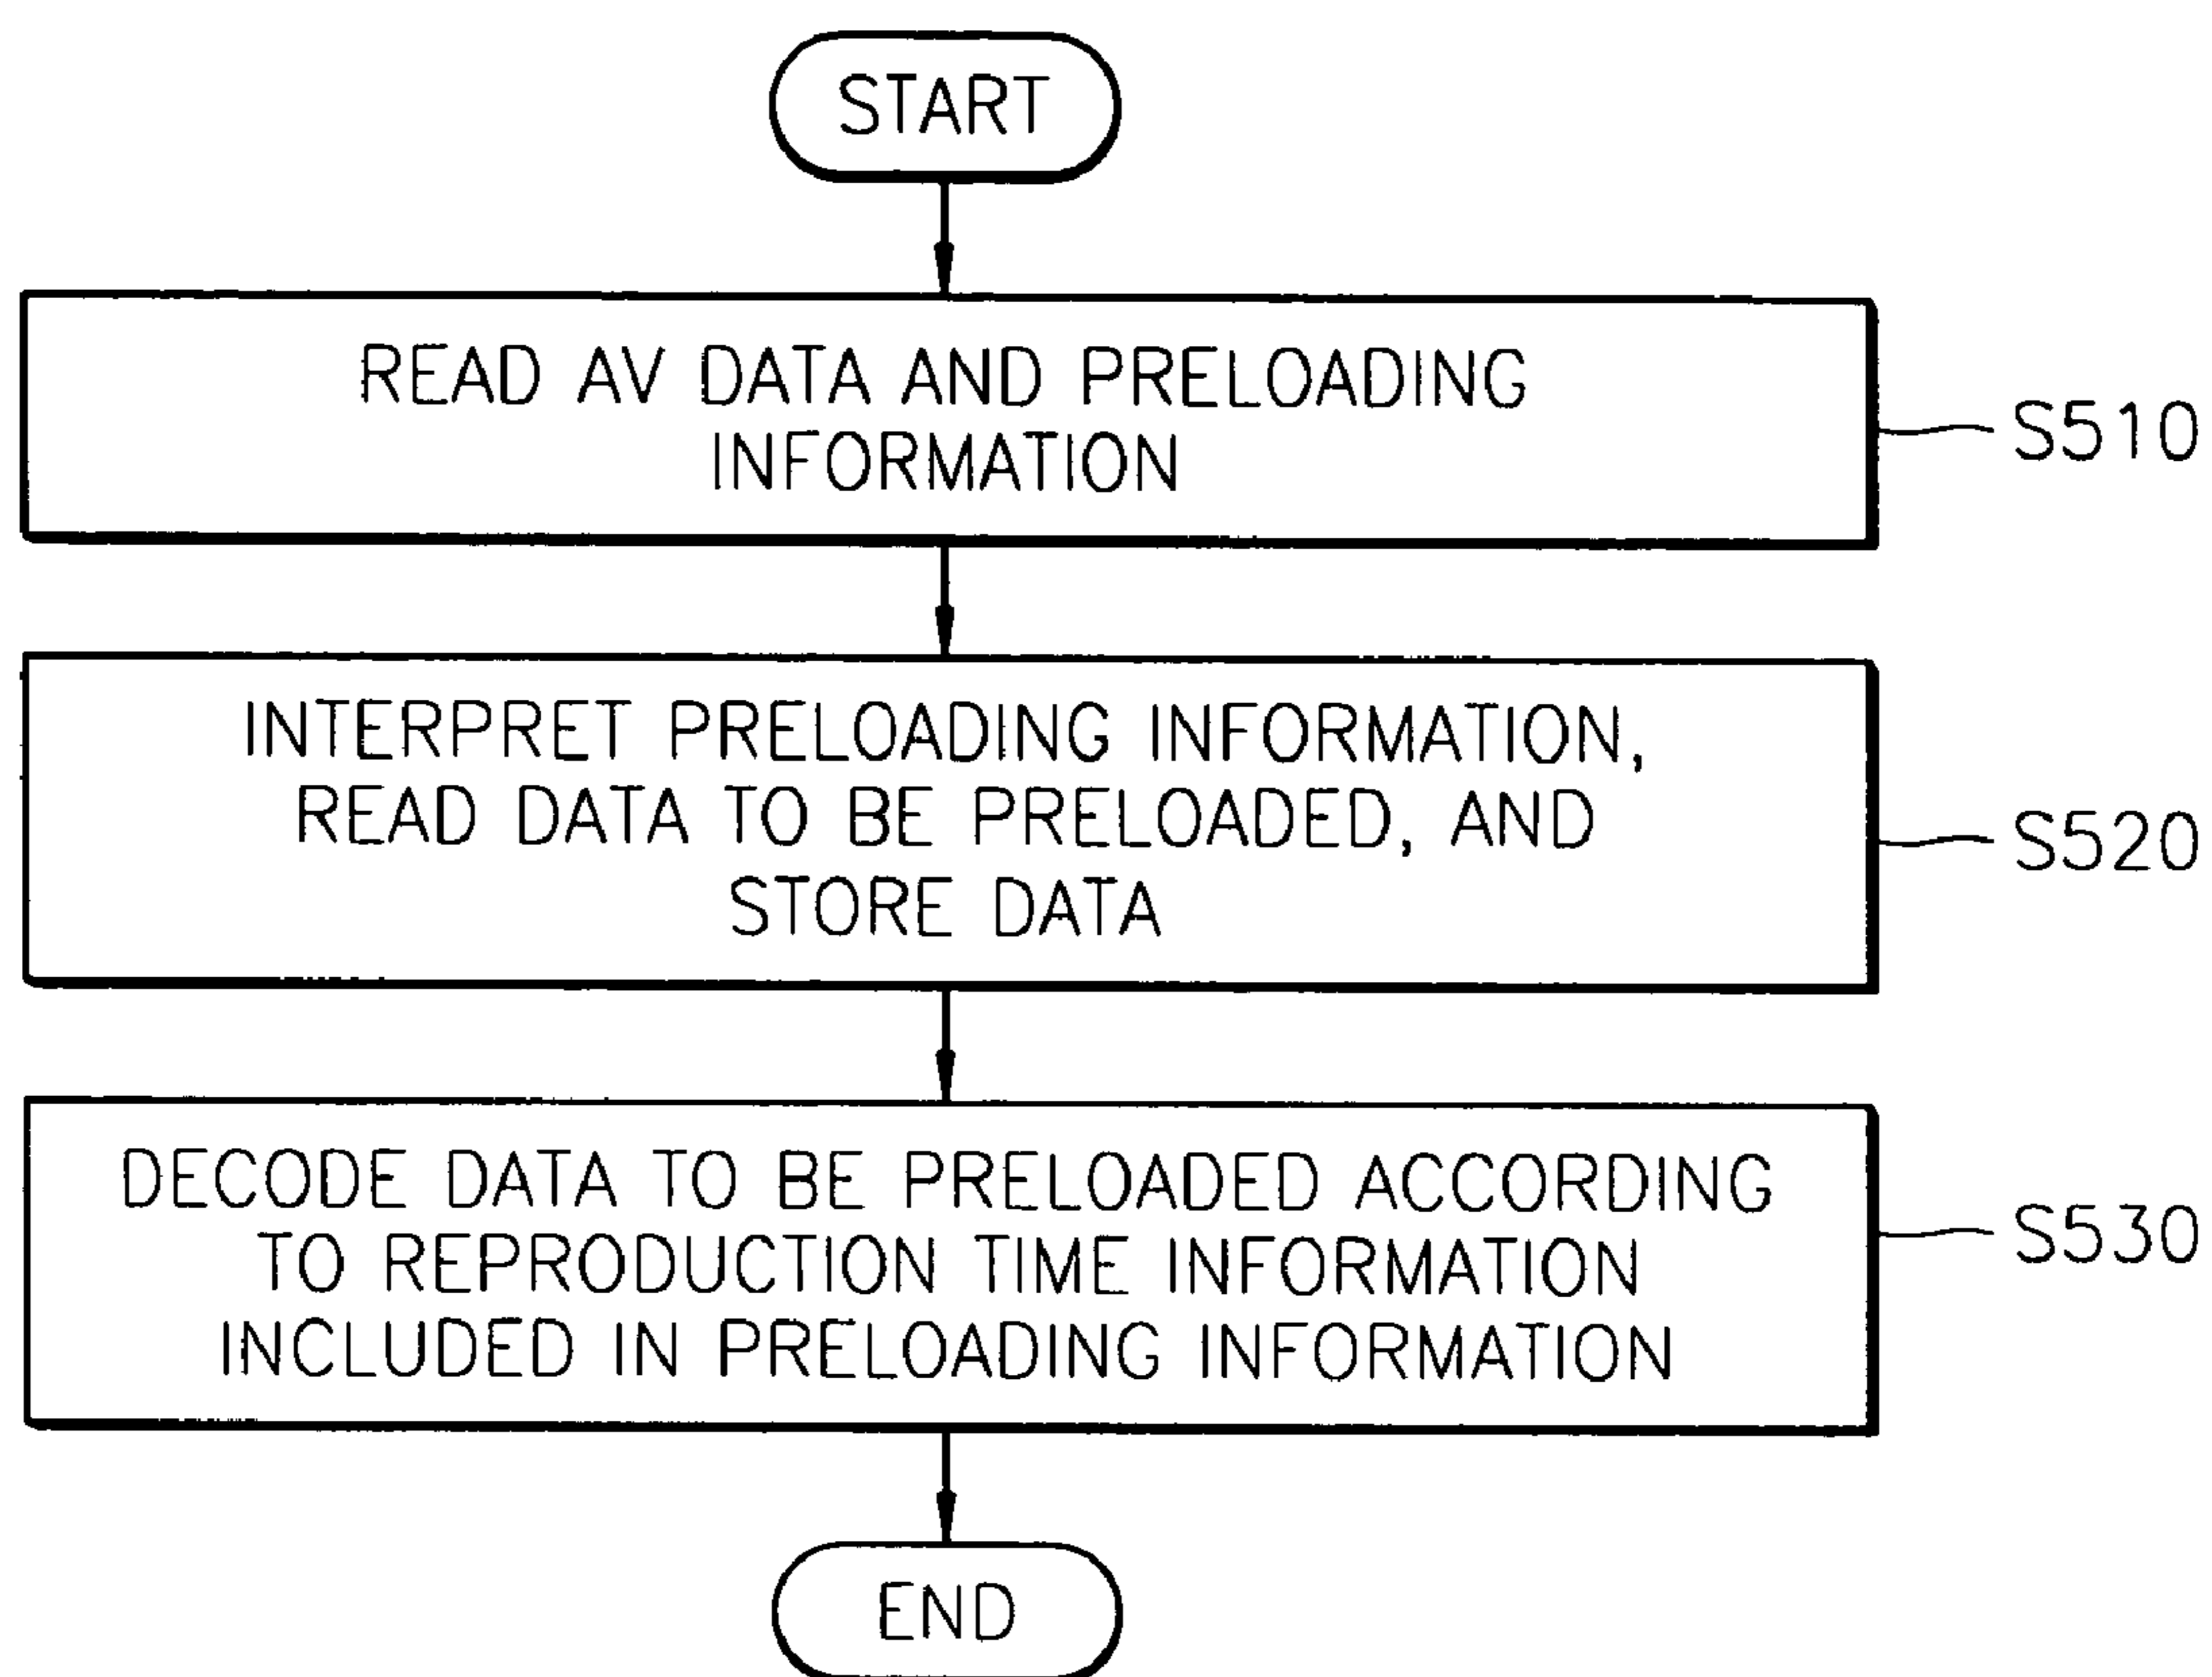 START
READ AV DATA AND PRELOADING
INFORMATION
S510
INTERPRET PRELOADING INFORMATION,
READ DATA TO BE PRELOADED, AND
STORE DATA
S520
DECODE DATA TO BE PRELOADED ACCORDING
TO REPRODUCTION TIME INFORMATION
INCLUDED IN PRELOADING INFORMATION
S530
END